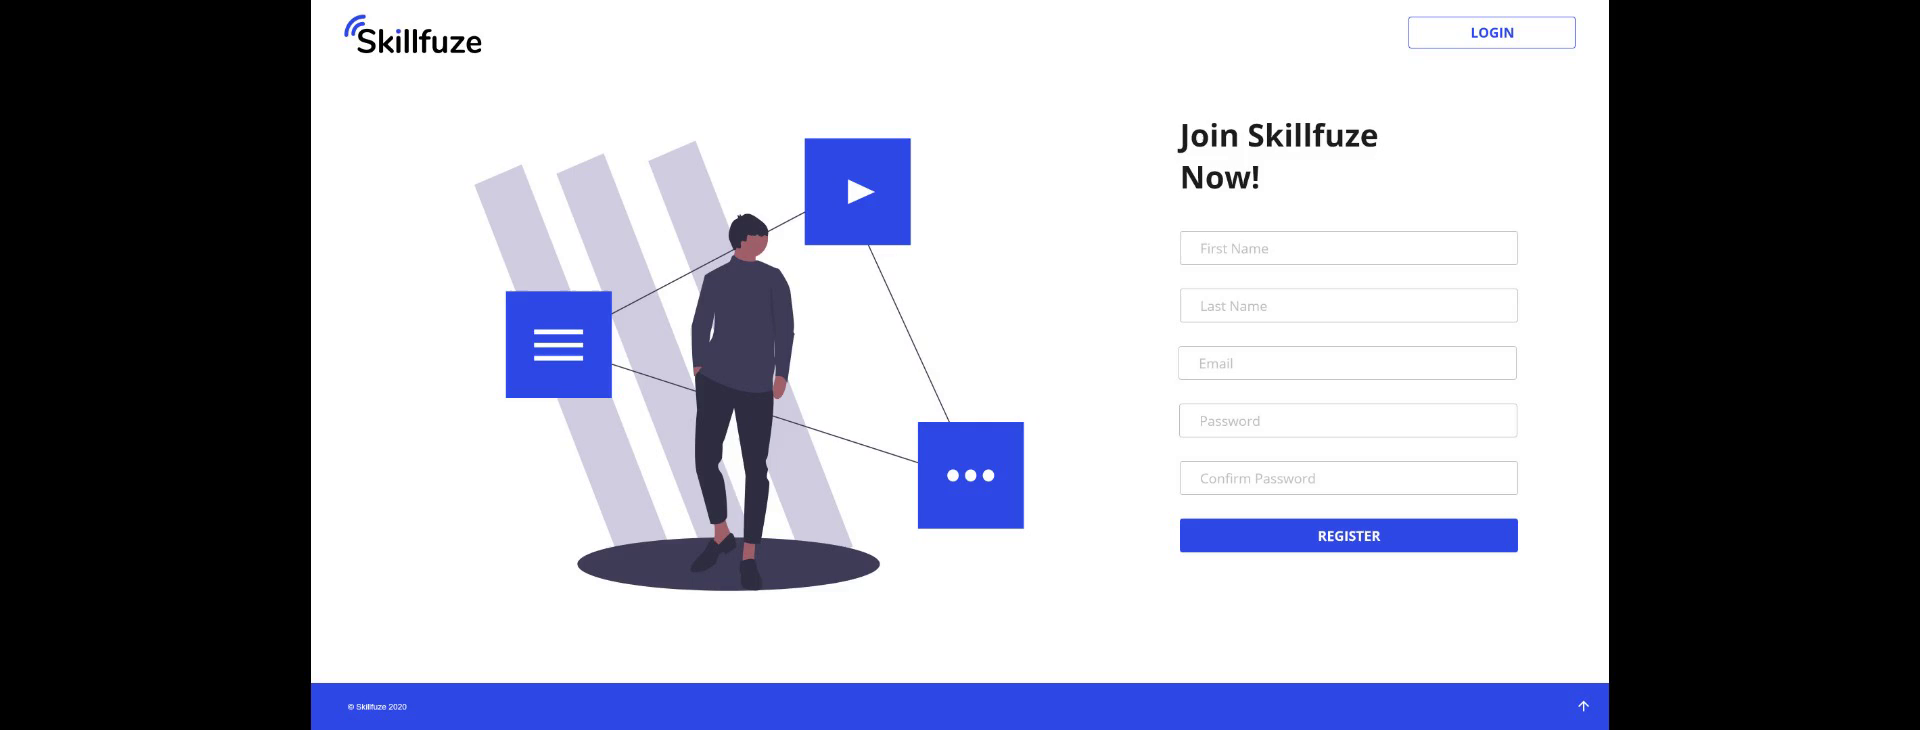 Skillfuze
LOGIN
Join Skillfuze
Now!
First Name
Last Name
Email
Password
Confirm Password
REGISTER
© Skillfuze 2020